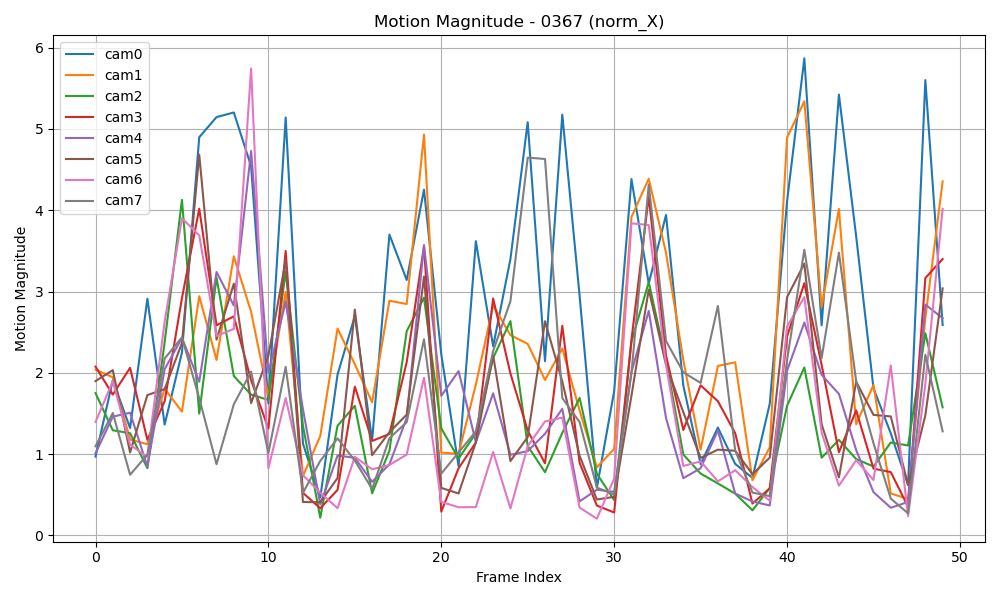 Motion Magnitude - 0367 (norm_X)
cam0
cam1
cam2
cam3
cam4
cam5
cam6
cam7
Motion Magnitude
6
5
4
3
2
1
0
0 10 20 30 40 50
Frame Index